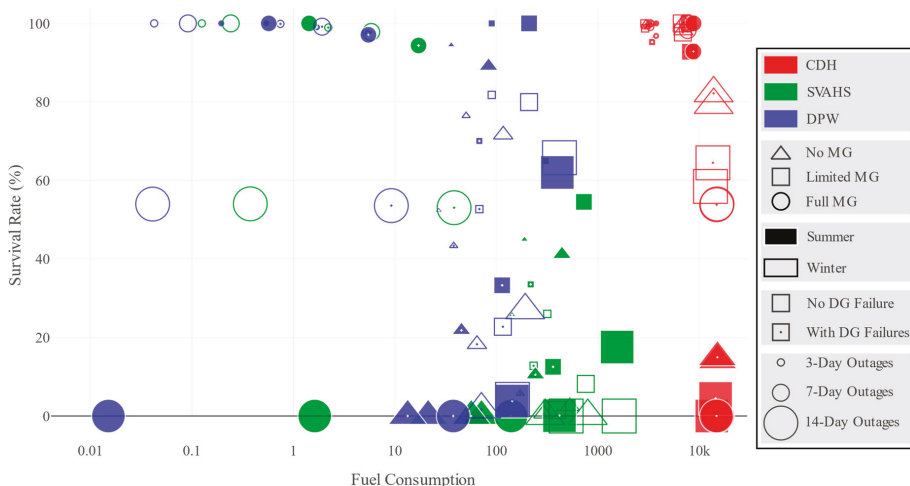 100
80
60
40
20
0
Survival Rate (%)
0.01
0.1
1
10
100
1000
10k
Fuel Consumption
CDH
SVAHS
DPW
No MG
Limited MG
Full MG
Summer
Winter
No DG Failure
With DG Failures
3-Day Outages
7-Day Outages
14-Day Outages